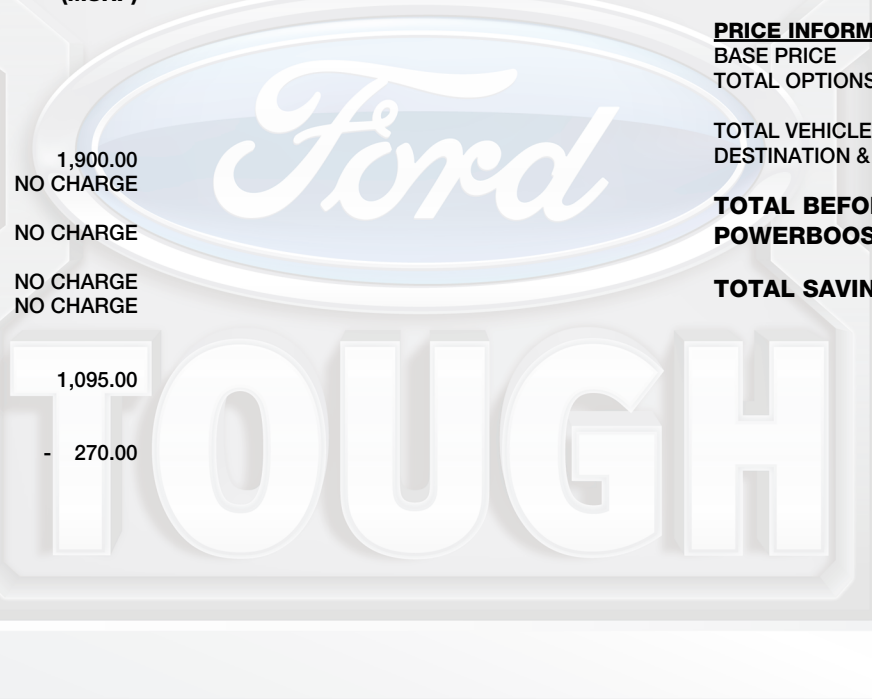 1,900.00
NO CHARGE
NO CHARGE
NO CHARGE
NO CHARGE
1,095.00
- 270.00
Ford
TOUGH
PRICE INFORM
BASE PRICE
TOTAL OPTIONS
TOTAL VEHICLE
DESTINATION &
TOTAL BEFO
POWERBOOS
TOTAL SAVIN